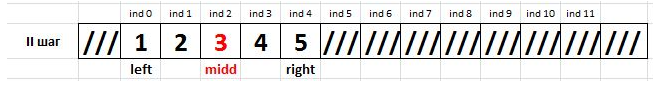 ind 0 ind 1 ind 2 ind 3 ind 4 ind 5 ind 6 ind 7 ind 8 ind 9 ind 10 ind 11
II шаг /// 1 2 3 4 5 /// /// /// /// /// /// /// ///
left midd right